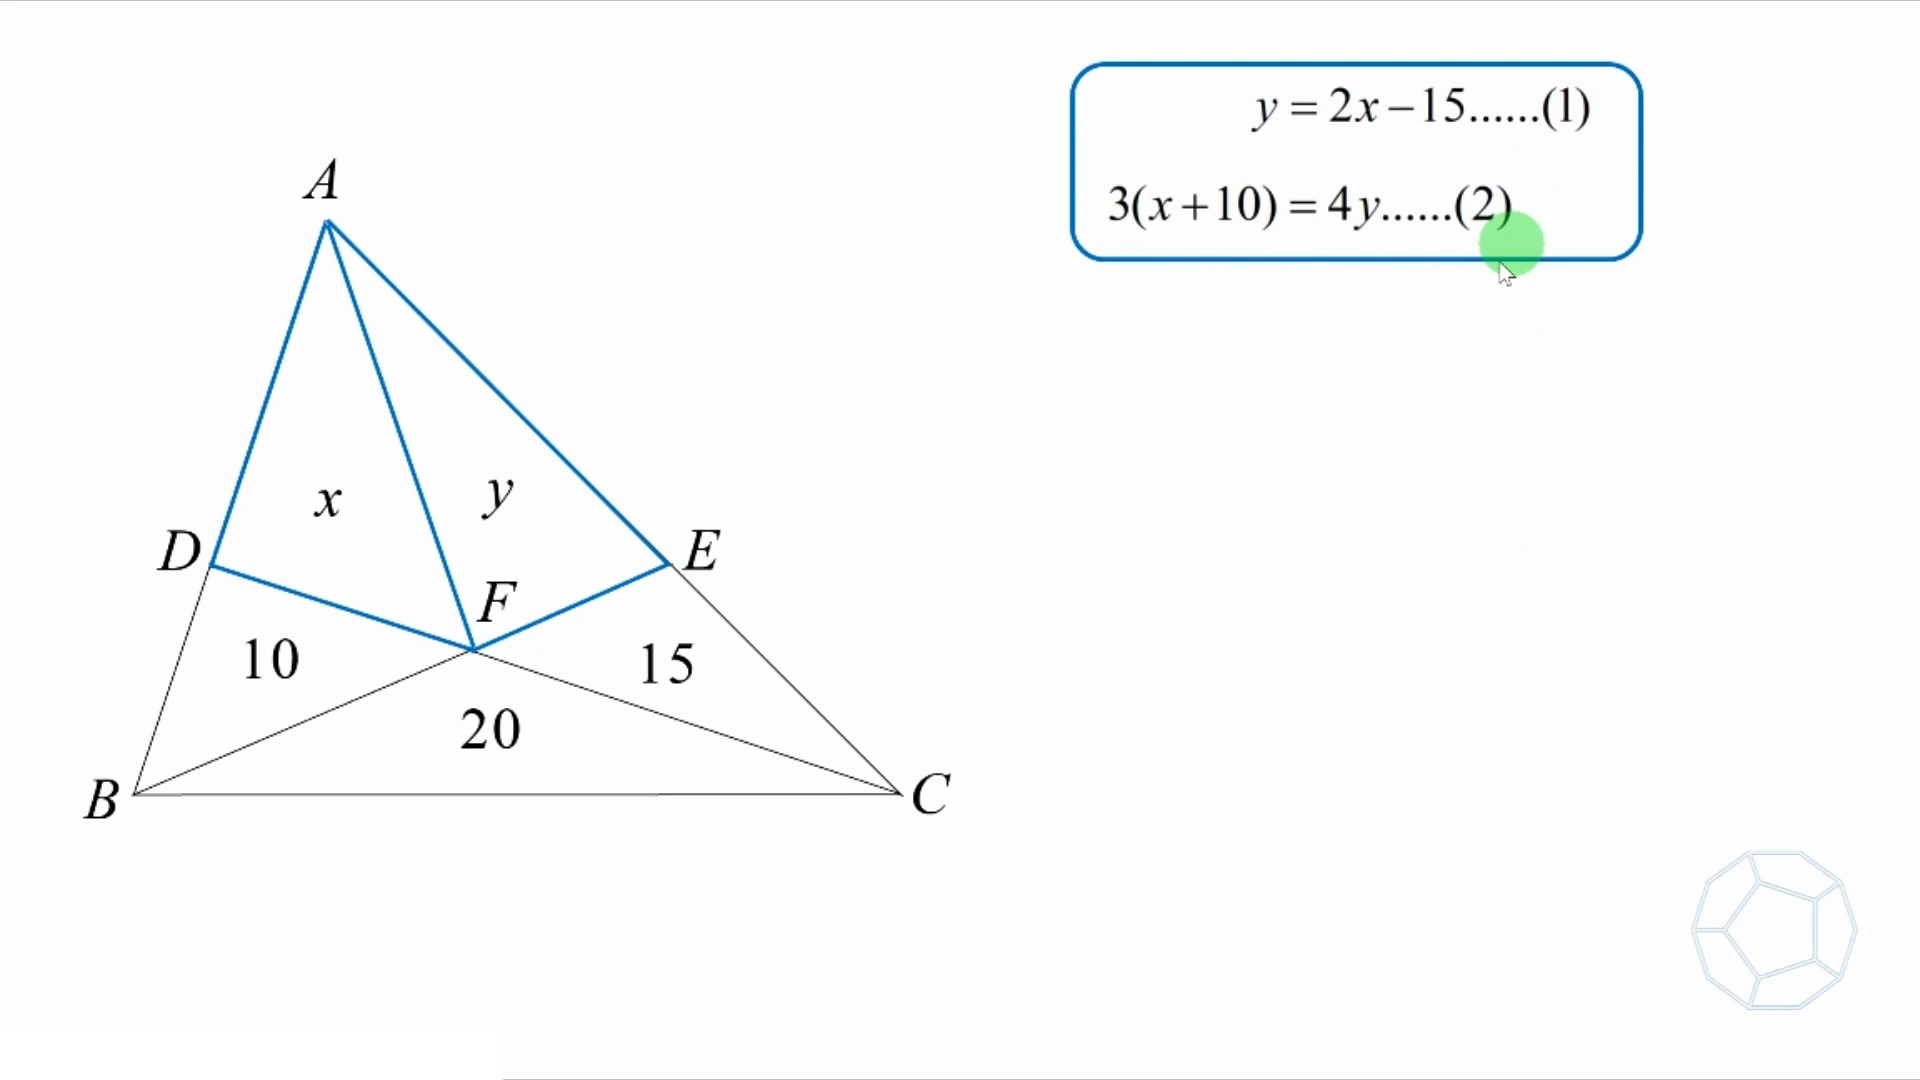 y = 2x − 15......(1)
3(x + 10) = 4y......(2)
A
x
y
D
E
F
10
15
20
B
C